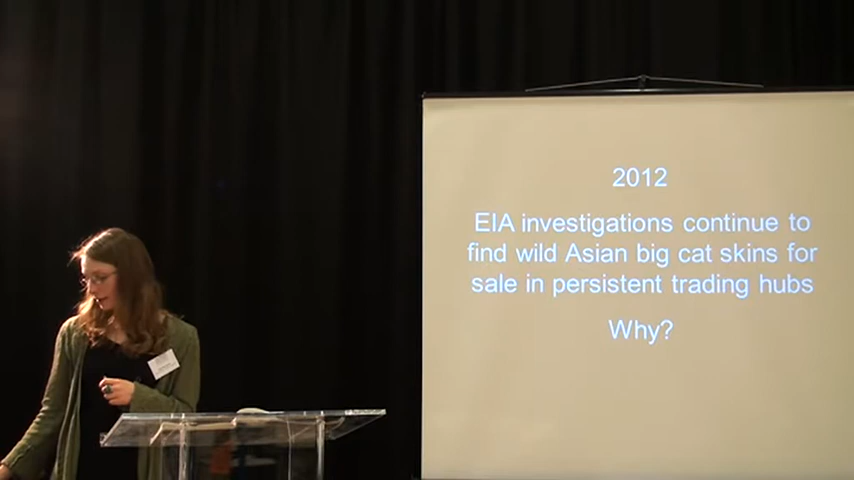 2012
EIA investigations continue to
find wild Asian big cat skins for
sale in persistent trading hubs
Why?